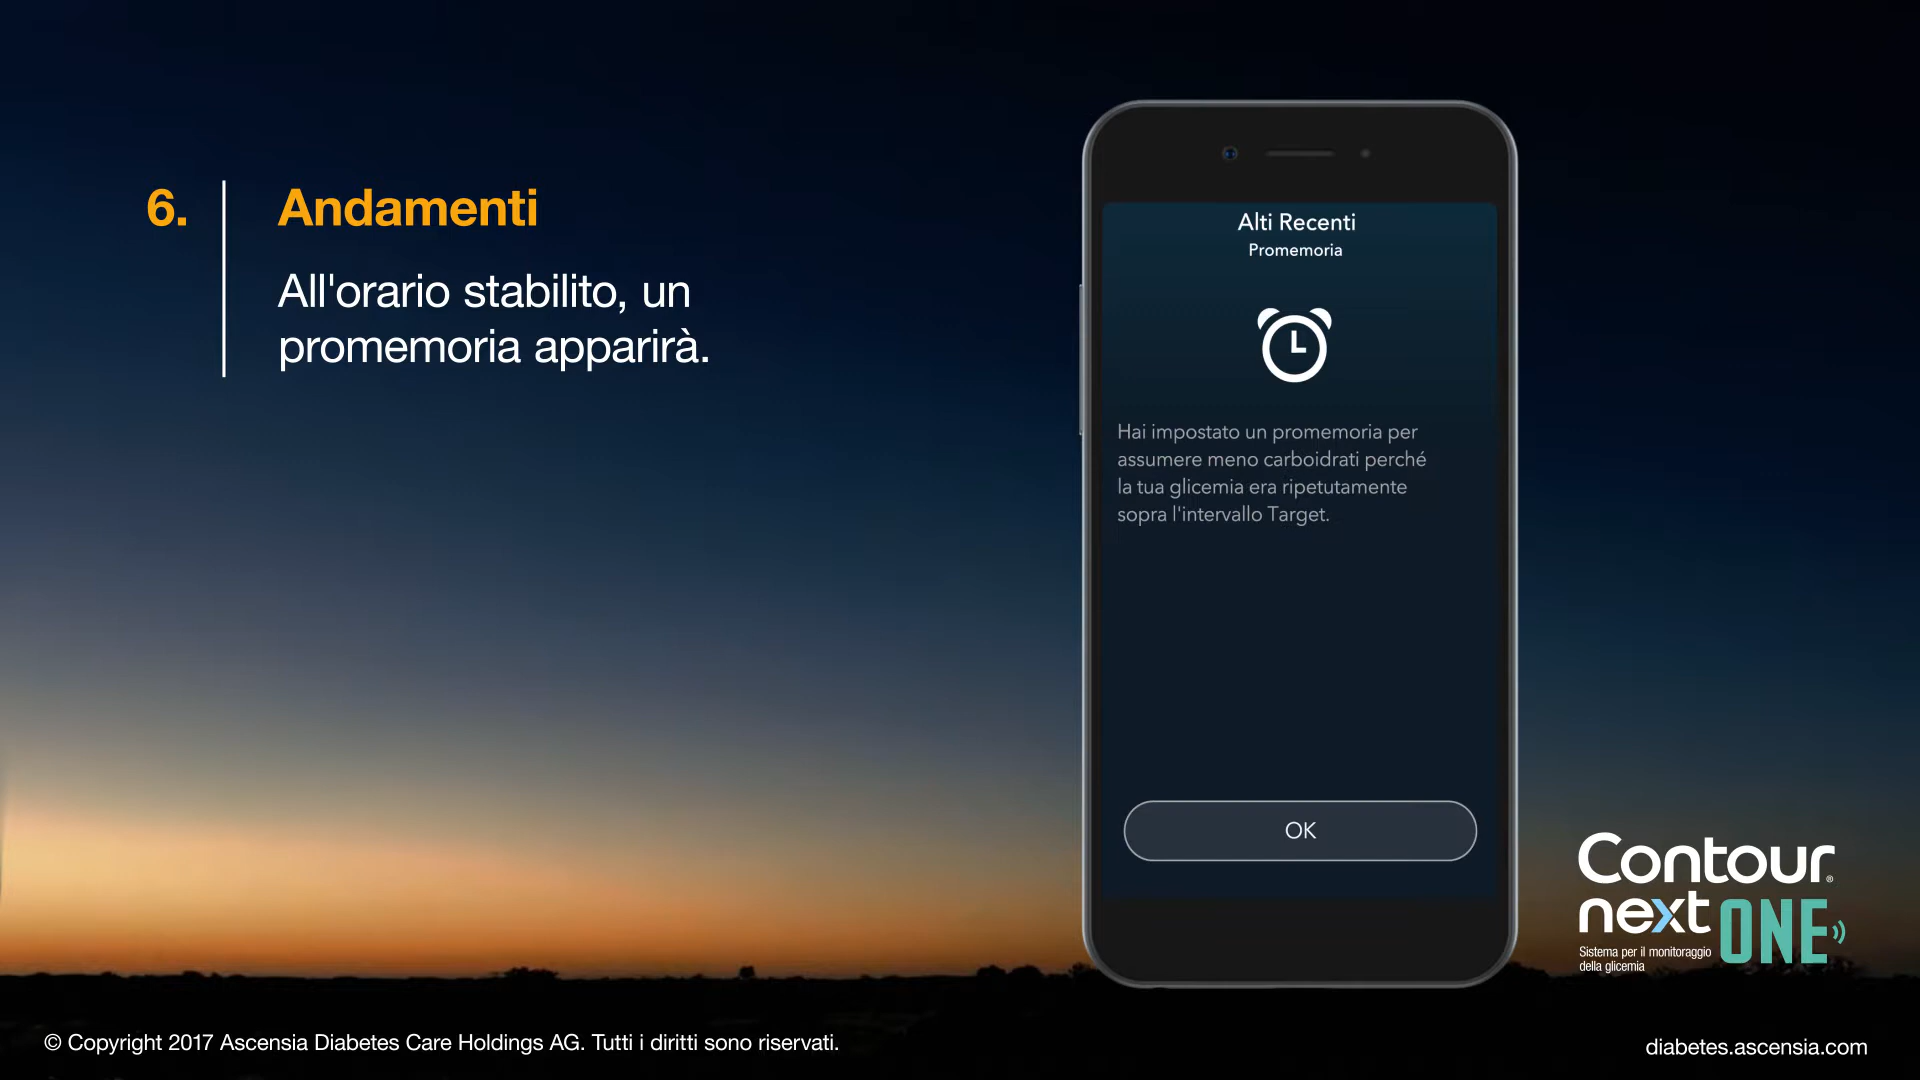 6. Andamenti
All'orario stabilito, un
promemoria apparirà.
Alti Recenti
Promemoria
Hai impostato un promemoria per
assumere meno carboidrati perché
la tua glicemia era ripetutamente
sopra l'intervallo Target.
OK
Contour®
next ONE
Sistema per il monitoraggio
della glicemia
© Copyright 2017 Ascensia Diabetes Care Holdings AG. Tutti i diritti sono riservati.
diabetes.ascensia.com